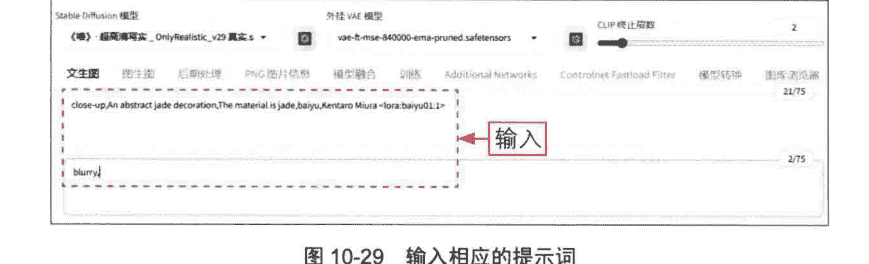 Stable Diffusion 模型
外挂 VAE 模型
CLIP 终止层数
2
《唯》·超高清写实 _ OnlyRealistic_v29 真实.s
vae-ft-mse-840000-ema-pruned.safetensors
文生图 图生图 后期处理 PNG 图片信息 模型融合 训练 Additional Networks Controlnet Fastload Filter 模型转换 图库浏览器
21/75
close-up,An abstract jade decoration,The material is jade,baiyu,Kentaro Miura <lora:baiyu01:1>
输入
2/75
blurry,
图 10-29 输入相应的提示词